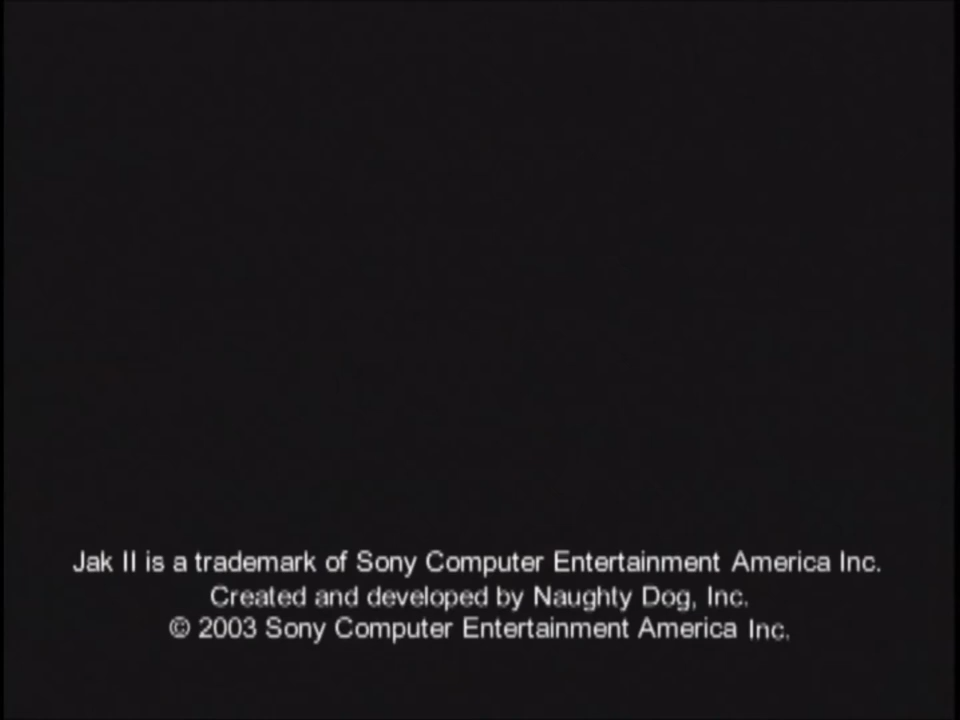 Jak II is a trademark of Sony Computer Entertainment America Inc.
Created and developed by Naughty Dog, Inc.
© 2003 Sony Computer Entertainment America Inc.